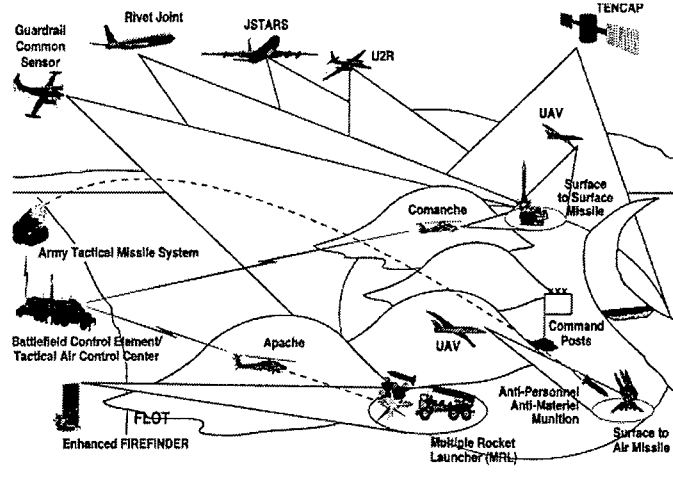 TENCAP
Rivet Joint
Guardrail
Common
Sensor
JSTARS
U2R
UAV
Surface
to Surface
Missile
Comanche
Army Tactical Missile System
XXX
Command
Posts
Battlefield Control Element/
Tactical Air Control Center
Apache
UAV
Anti-Personnel
Anti-Materiel
Munition
FLOT
Enhanced FIREFINDER
Multiple Rocket
Launcher (MRL)
Surface to
Air Missile